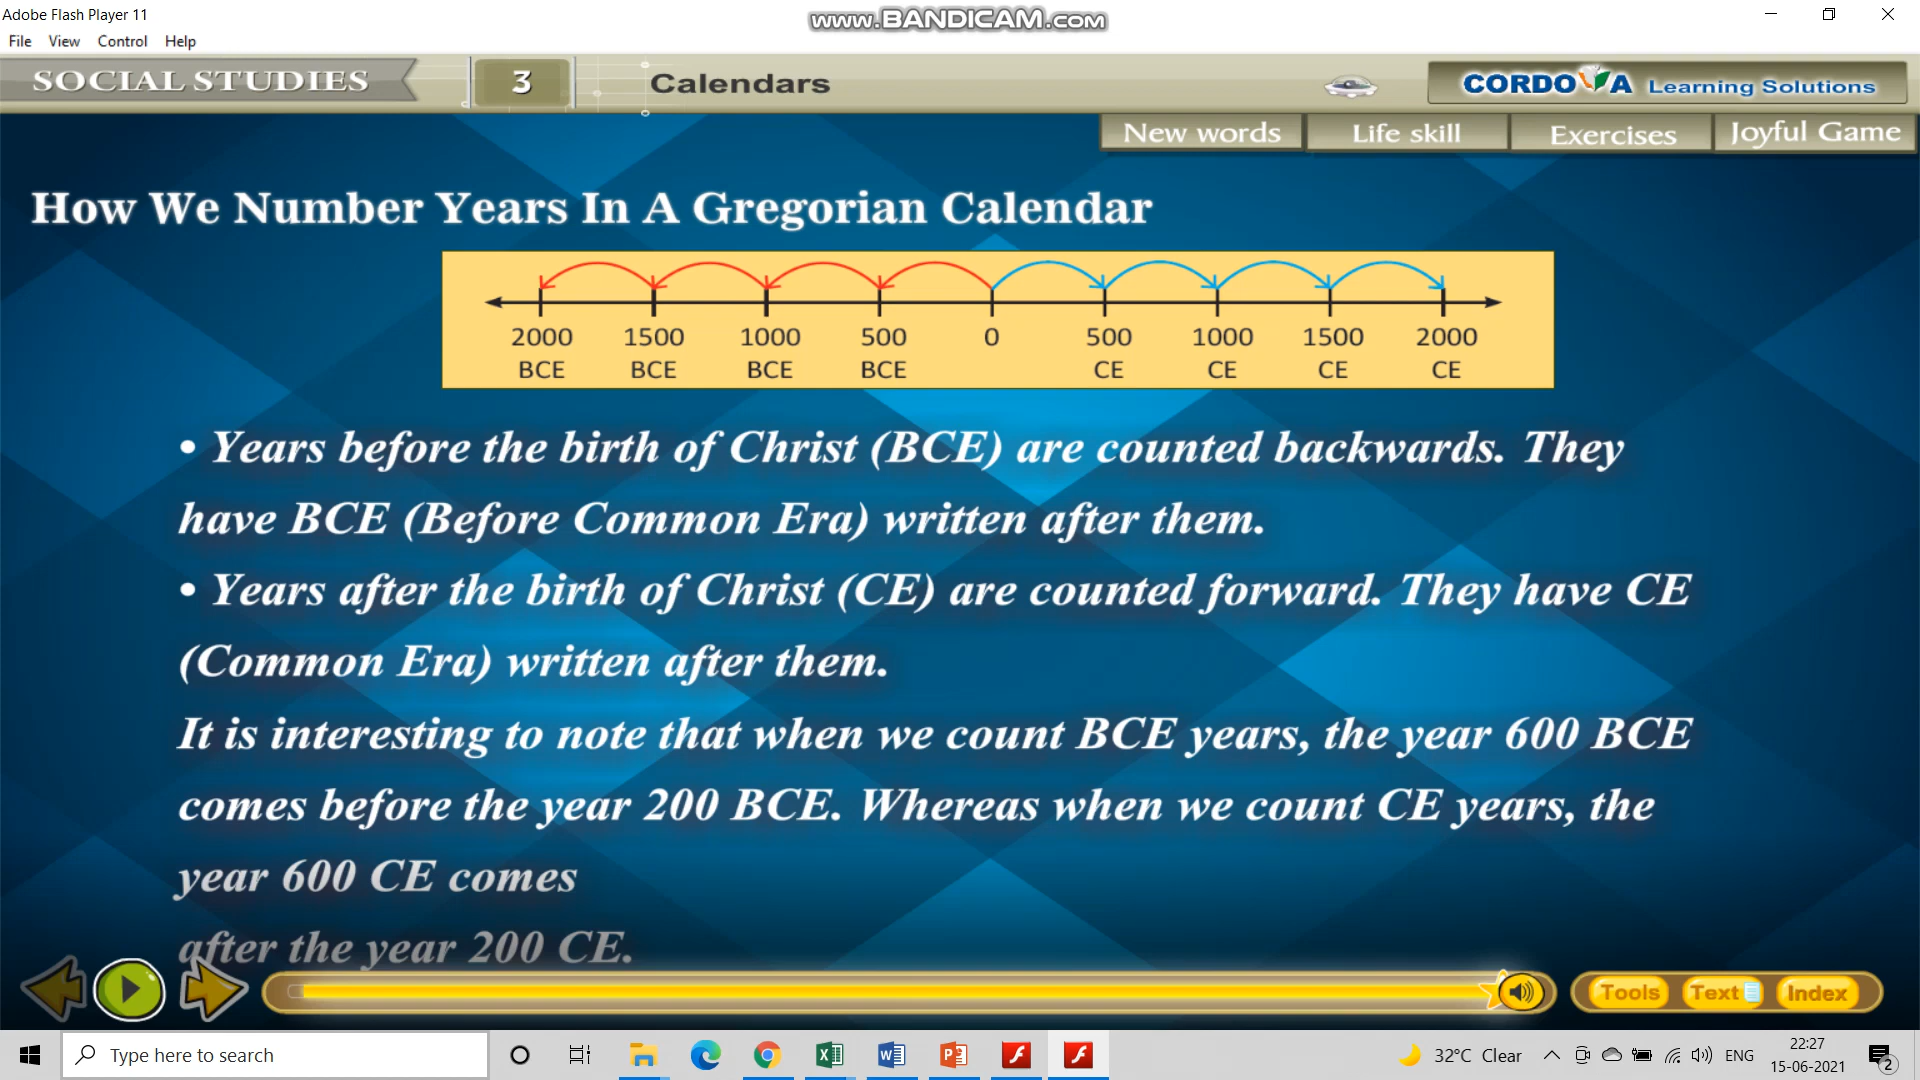 Adobe Flash Player 11
www.BANDICAM.com
File View Control Help
SOCIAL STUDIES 3 Calendars CORDOVA Learning Solutions
New words Life skill Exercises Joyful Game
How We Number Years In A Gregorian Calendar
2000 1500 1000 500 0 500 1000 1500 2000
BCE BCE BCE BCE CE CE CE CE
• Years before the birth of Christ (BCE) are counted backwards. They
have BCE (Before Common Era) written after them.
• Years after the birth of Christ (CE) are counted forward. They have CE
(Common Era) written after them.
It is interesting to note that when we count BCE years, the year 600 BCE
comes before the year 200 BCE. Whereas when we count CE years, the
year 600 CE comes
after the year 200 CE.
Tools Text Index
Type here to search
32°C Clear ENG 22:27
15-06-2021 2